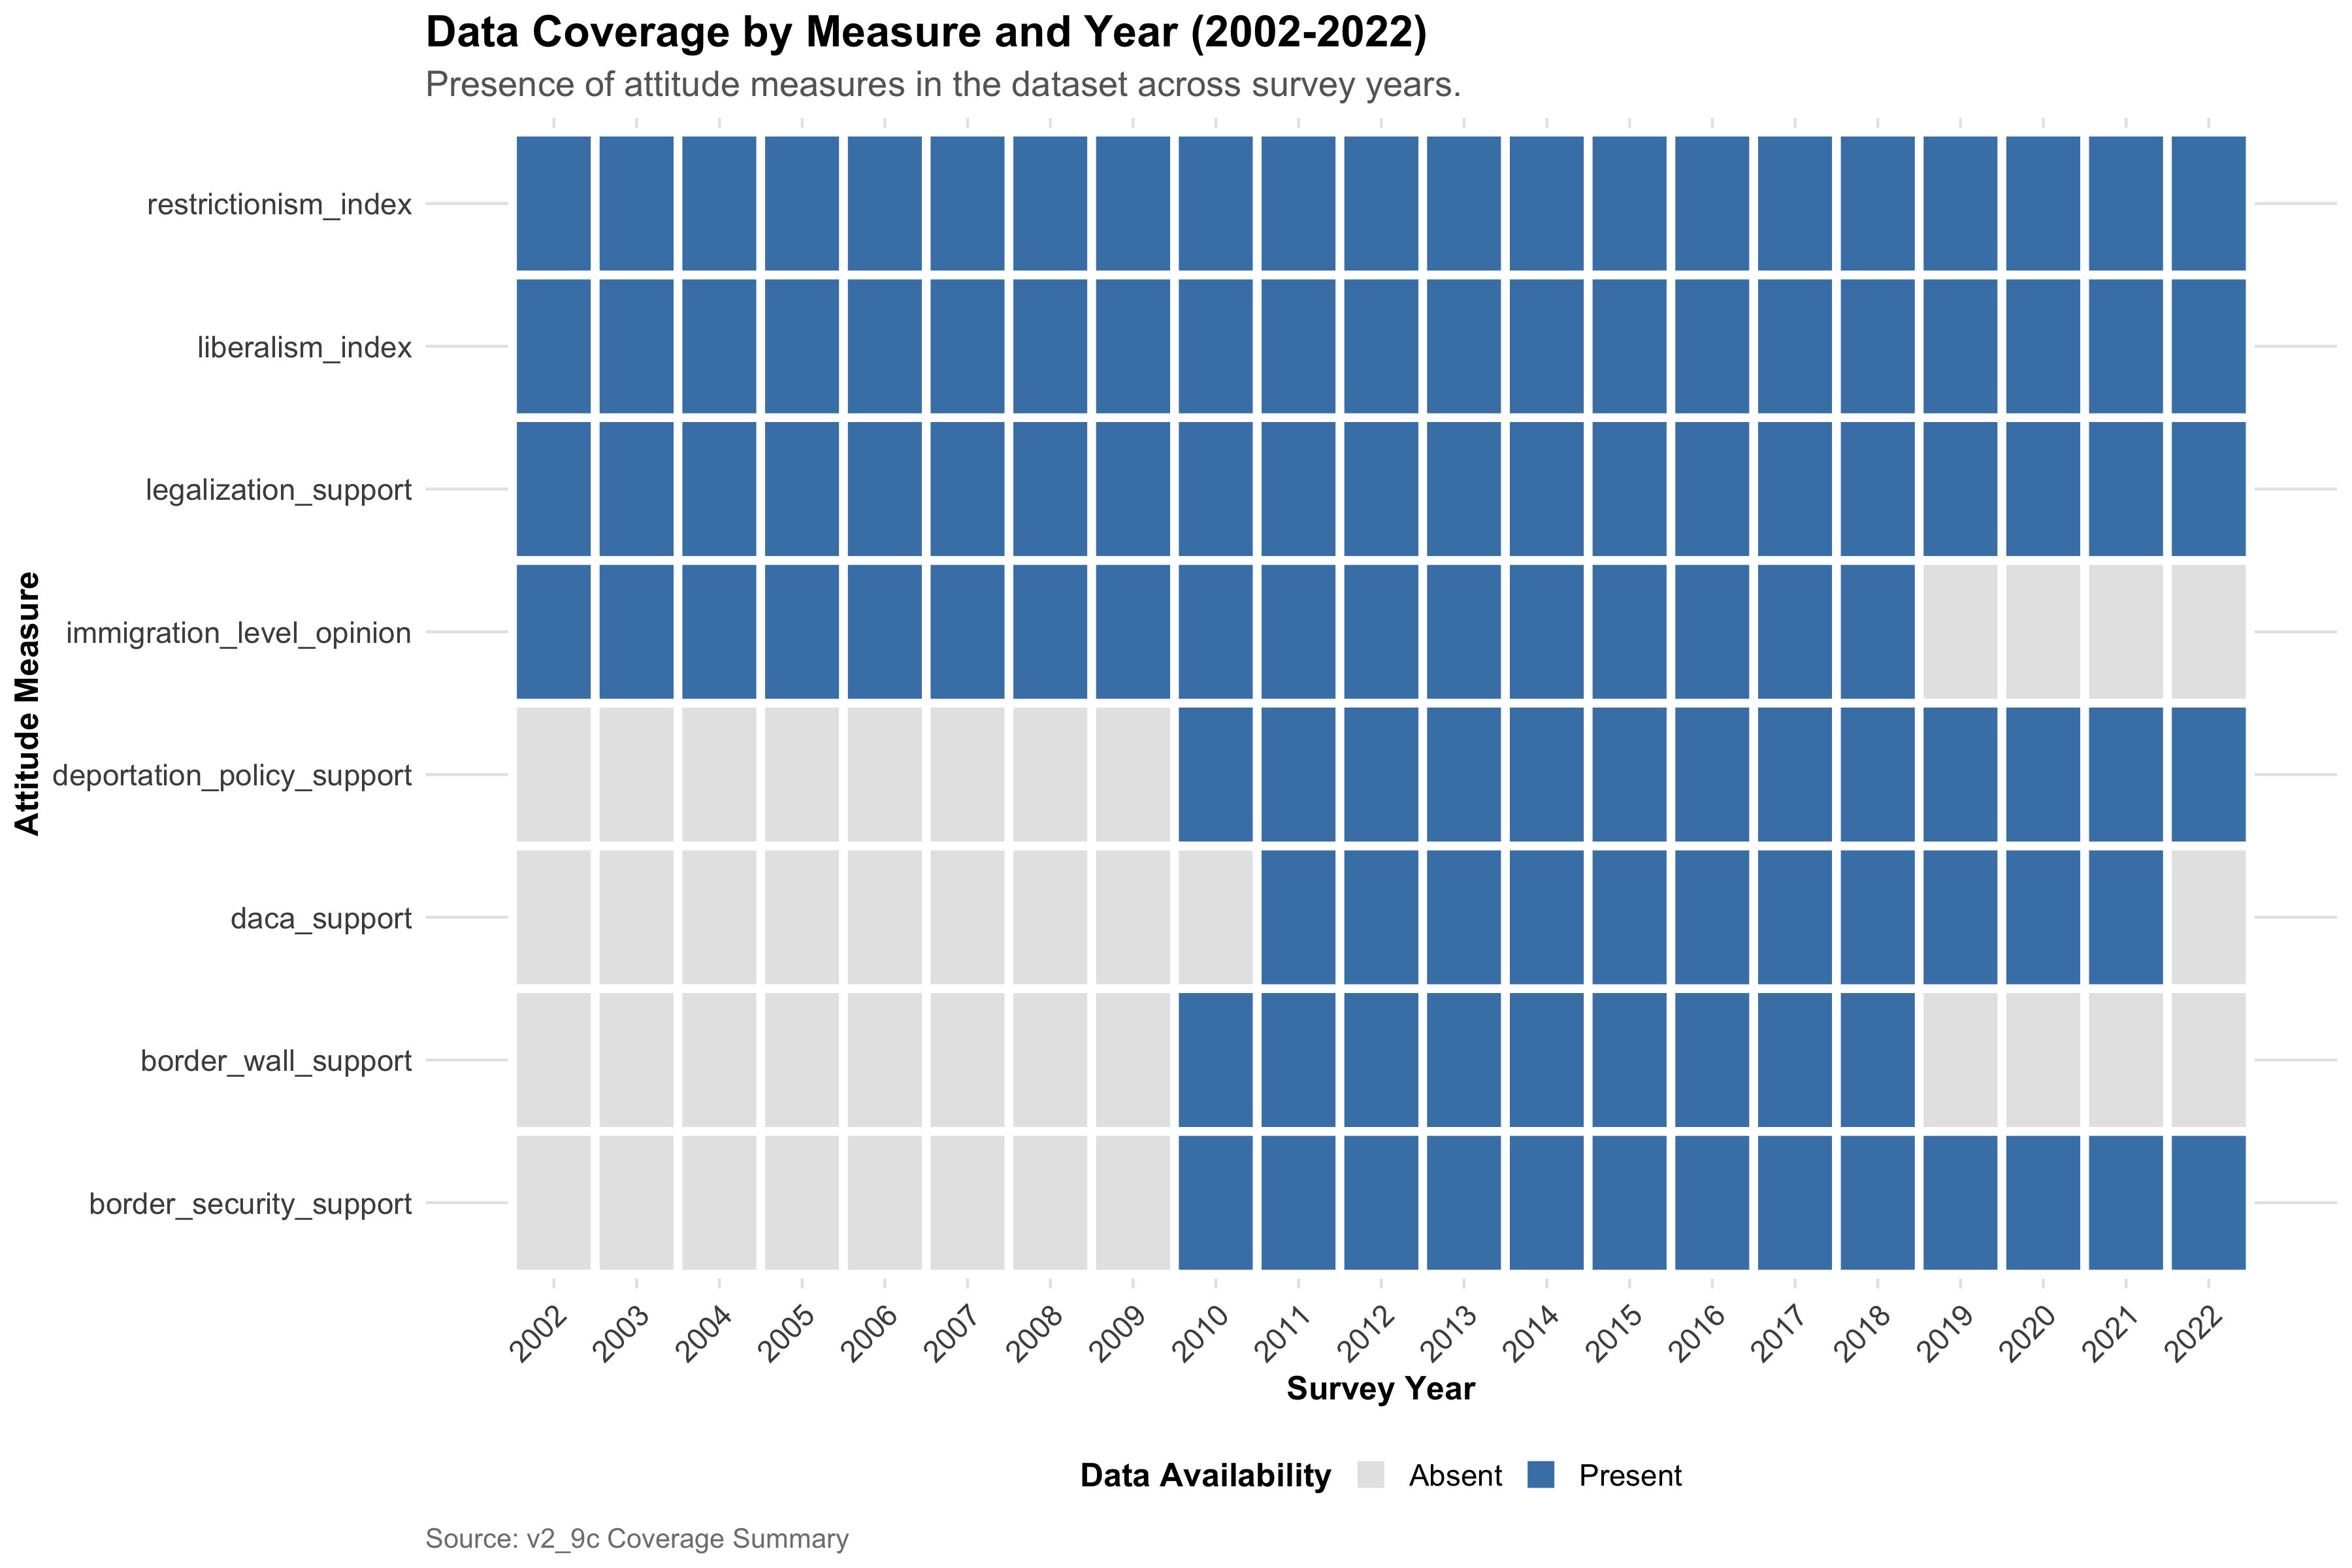 Data Coverage by Measure and Year (2002-2022)
Presence of attitude measures in the dataset across survey years.
Attitude Measure
restrictionism_index
liberalism_index
legalization_support
immigration_level_opinion
deportation_policy_support
daca_support
border_wall_support
border_security_support
2002 2003 2004 2005 2006 2007 2008 2009 2010 2011 2012 2013 2014 2015 2016 2017 2018 2019 2020 2021 2022
Survey Year
Data Availability Absent Present
Source: v2_9c Coverage Summary